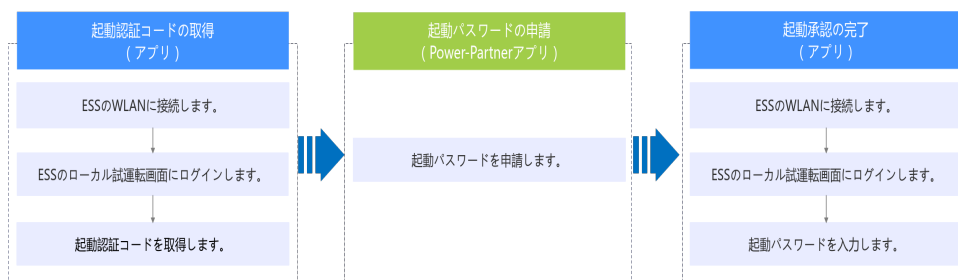 起動認証コードの取得
（アプリ）
ESSのWLANに接続します。
ESSのローカル試運転画面にログインします。
起動認証コードを取得します。
起動パスワードの申請
（Power-Partnerアプリ）
起動パスワードを申請します。
起動承認の完了
（アプリ）
ESSのWLANに接続します。
ESSのローカル試運転画面にログインします。
起動パスワードを入力します。